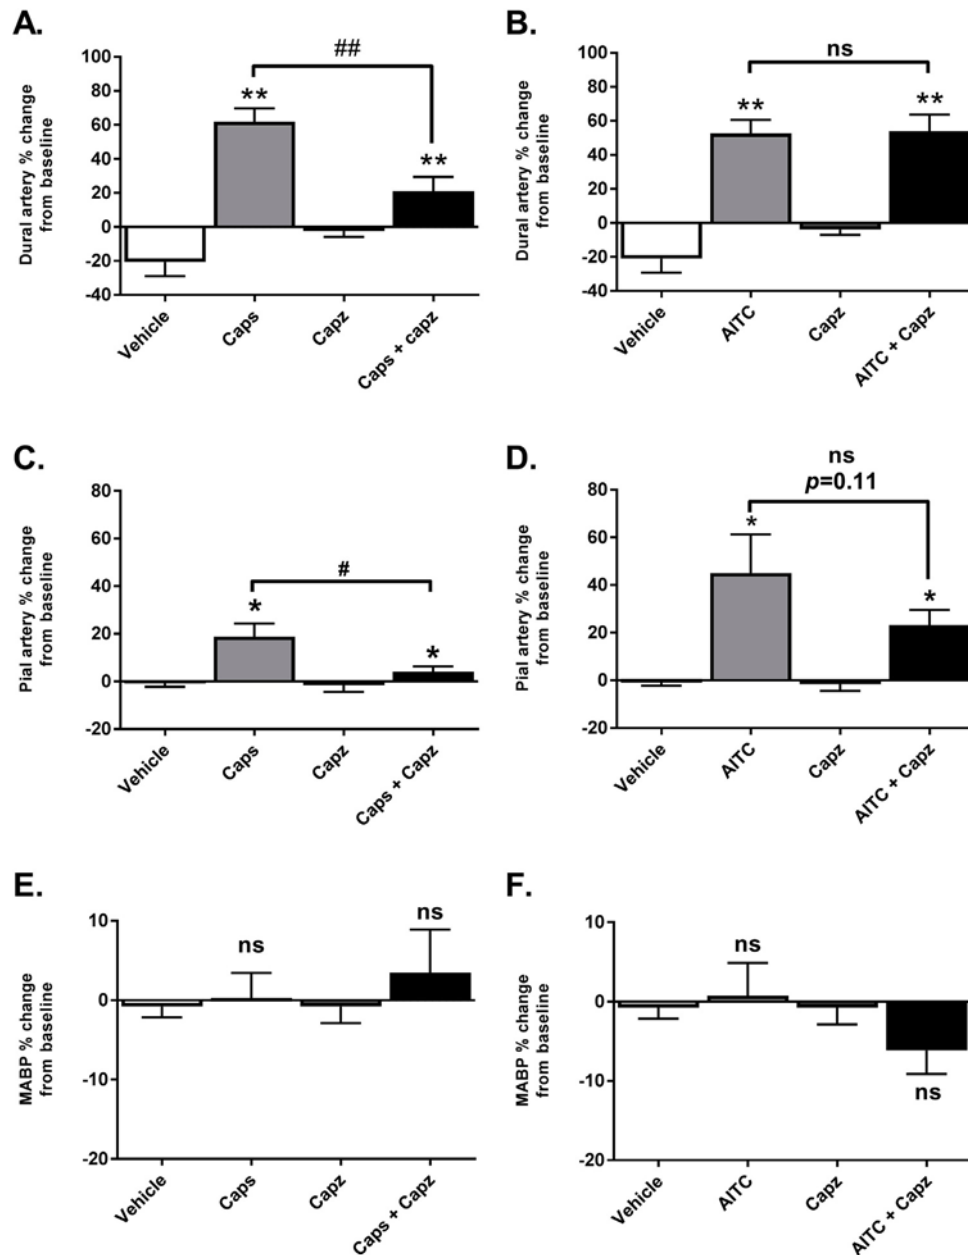 A.
Dural artery % change
from baseline
100
80
60
40
20
0
-20
-40
##
**
**
Vehicle
Caps
Capz
Caps + capz
B.
Dural artery % change
from baseline
100
80
60
40
20
0
-20
-40
ns
**
**
Vehicle
AITC
Capz
AITC + Capz
C.
Pial artery % change
from baseline
80
60
40
20
0
-20
#
*
*
Vehicle
Caps
Capz
Caps + Capz
D.
Pial artery % change
from baseline
80
60
40
20
0
-20
ns
p=0.11
*
*
Vehicle
AITC
Capz
AITC + Capz
E.
MABP % change
from baseline
10
0
-10
-20
ns
ns
Vehicle
Caps
Capz
Caps + Capz
F.
MABP % change
from baseline
10
0
-10
-20
ns
ns
Vehicle
AITC
Capz
AITC + Capz